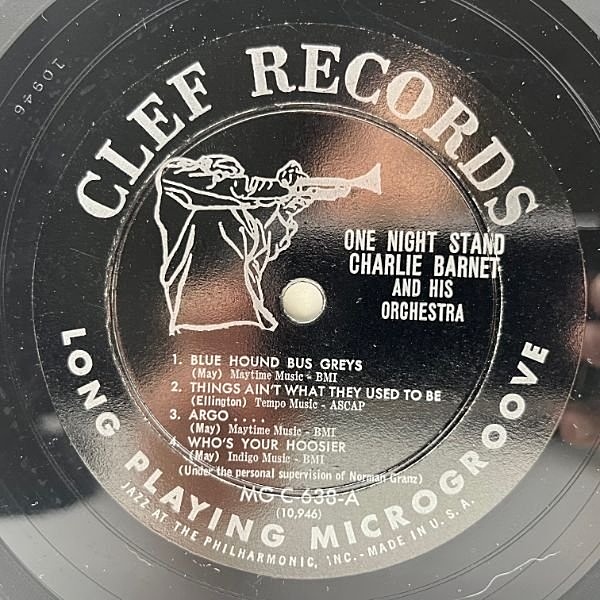 CLEF RECORDS
10946
ONE NIGHT STAND
CHARLIE BARNET
AND HIS
ORCHESTRA
1. BLUE HOUND BUS GREYS
(May) Maytime Music - BMI
2. THINGS AIN'T WHAT THEY USED TO BE
(Ellington) Tempo Music - ASCAP
3. ARGO . . . .
(May) Maytime Music - BMI
4. WHO'S YOUR HOOSIER
(May) Indigo Music - BMI
(Under the personal supervision of Norman Granz)
MG C 638-A
(10,946)
LONG PLAYING MICROGROOVE
JAZZ AT THE PHILHARMONIC, INC. - MADE IN U.S.A.